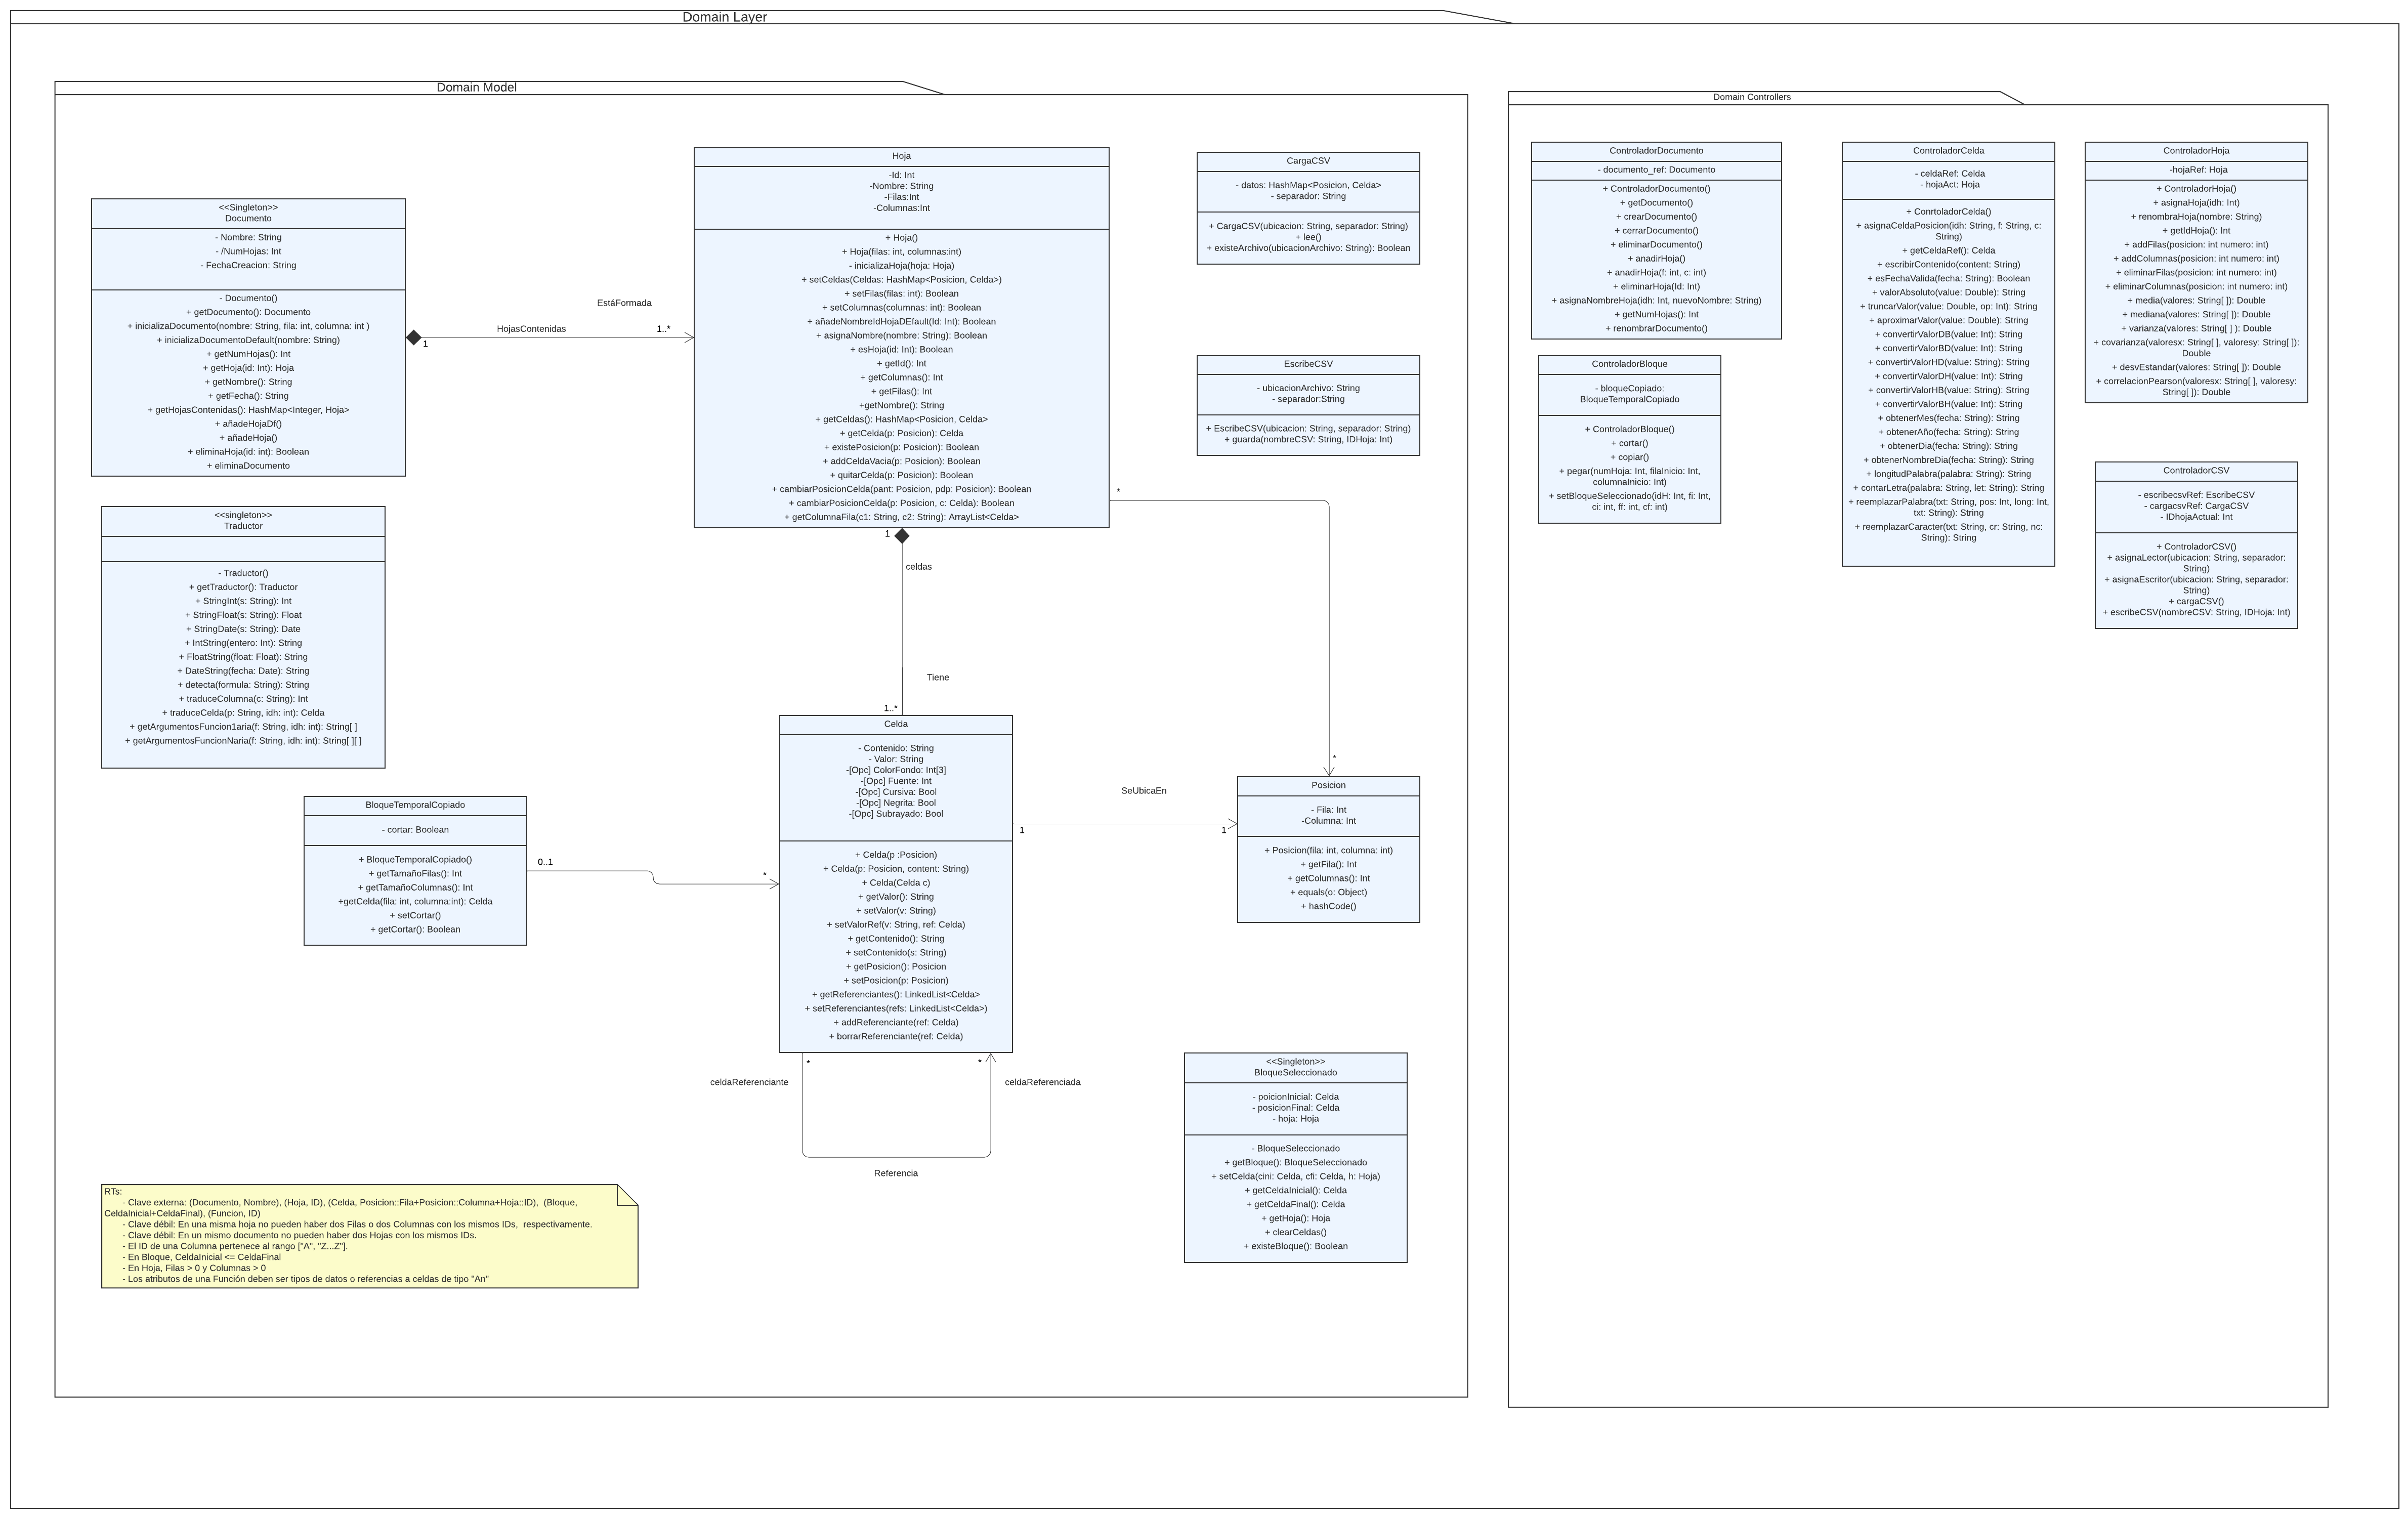 Domain Layer
Domain Model
<<Singleton>>
Documento
- Nombre: String
- /NumHojas: Int
- FechaCreacion: String
- Documento()
+ getDocumento(): Documento
+ inicializaDocumento(nombre: String, fila: int, columna: int )
+ inicializaDocumentoDefault(nombre: String)
+ getNumHojas(): Int
+ getHoja(id: Int): Hoja
+ getNombre(): String
+ getFecha(): String
+ getHojasContenidas(): HashMap<Integer, Hoja>
+ añadeHojaDf()
+ añadeHoja()
+ eliminaHoja(id: int): Boolean
+ eliminaDocumento
EstáFormada
HojasContenidas
1
1..*
Hoja
-Id: Int
-Nombre: String
-Filas:Int
-Columnas:Int
+ Hoja()
+ Hoja(filas: int, columnas:int)
- inicializaHoja(hoja: Hoja)
+ setCeldas(Celdas: HashMap<Posicion, Celda>)
+ setFilas(filas: int): Boolean
+ setColumnas(columnas: int): Boolean
+ añadeNombreIdHojaDEfault(Id: Int): Boolean
+ asignaNombre(nombre: String): Boolean
+ esHoja(id: Int): Boolean
+ getId(): Int
+ getColumnas(): Int
+ getFilas(): Int
+getNombre(): String
+ getCeldas(): HashMap<Posicion, Celda>
+ getCelda(p: Posicion): Celda
+ existePosicion(p: Posicion): Boolean
+ addCeldaVacia(p: Posicion): Boolean
+ quitarCelda(p: Posicion): Boolean
+ cambiarPosicionCelda(pant: Posicion, pdp: Posicion): Boolean
+ cambiarPosicionCelda(p: Posicion, c: Celda): Boolean
+ getColumnaFila(c1: String, c2: String): ArrayList<Celda>
CargaCSV
- datos: HashMap<Posicion, Celda>
- separador: String
+ CargaCSV(ubicacion: String, separador: String)
+ lee()
+ existeArchivo(ubicacionArchivo: String): Boolean
EscribeCSV
- ubicacionArchivo: String
- separador:String
+ EscribeCSV(ubicacion: String, separador: String)
+ guarda(nombreCSV: String, IDHoja: Int)
*
*
<<singleton>>
Traductor
- Traductor()
+ getTraductor(): Traductor
+ StringInt(s: String): Int
+ StringFloat(s: String): Float
+ StringDate(s: String): Date
+ IntString(entero: Int): String
+ FloatString(float: Float): String
+ DateString(fecha: Date): String
+ detecta(formula: String): String
+ traduceColumna(c: String): Int
+ traduceCelda(p: String, idh: int): Celda
+ getArgumentosFuncion1aria(f: String, idh: int): String[ ]
+ getArgumentosFuncionNaria(f: String, idh: int): String[ ][ ]
1
celdas
Tiene
1..*
BloqueTemporalCopiado
- cortar: Boolean
+ BloqueTemporalCopiado()
+ getTamañoFilas(): Int
+ getTamañoColumnas(): Int
+getCelda(fila: int, columna:int): Celda
+ setCortar()
+ getCortar(): Boolean
0..1
*
Celda
- Contenido: String
- Valor: String
-[Opc] ColorFondo: Int[3]
-[Opc] Fuente: Int
-[Opc] Cursiva: Bool
-[Opc] Negrita: Bool
-[Opc] Subrayado: Bool
+ Celda(p :Posicion)
+ Celda(p: Posicion, content: String)
+ Celda(Celda c)
+ getValor(): String
+ setValor(v: String)
+ setValorRef(v: String, ref: Celda)
+ getContenido(): String
+ setContenido(s: String)
+ getPosicion(): Posicion
+ setPosicion(p: Posicion)
+ getReferenciantes(): LinkedList<Celda>
+ setReferenciantes(refs: LinkedList<Celda>)
+ addReferenciante(ref: Celda)
+ borrarReferenciante(ref: Celda)
SeUbicaEn
1
1
Posicion
- Fila: Int
-Columna: Int
+ Posicion(fila: int, columna: int)
+ getFila(): Int
+ getColumnas(): Int
+ equals(o: Object)
+ hashCode()
*
*
celdaReferenciante
celdaReferenciada
Referencia
<<Singleton>>
BloqueSeleccionado
- poicionInicial: Celda
- posicionFinal: Celda
- hoja: Hoja
- BloqueSeleccionado
+ getBloque(): BloqueSeleccionado
+ setCelda(cini: Celda, cfi: Celda, h: Hoja)
+ getCeldaInicial(): Celda
+ getCeldaFinal(): Celda
+ getHoja(): Hoja
+ clearCeldas()
+ existeBloque(): Boolean
RTs:
- Clave externa: (Documento, Nombre), (Hoja, ID), (Celda, Posicion::Fila+Posicion::Columna+Hoja::ID), (Bloque,
CeldaInicial+CeldaFinal), (Funcion, ID)
- Clave débil: En una misma hoja no pueden haber dos Filas o dos Columnas con los mismos IDs, respectivamente.
- Clave débil: En un mismo documento no pueden haber dos Hojas con los mismos IDs.
- El ID de una Columna pertenece al rango ["A", "Z...Z"].
- En Bloque, CeldaInicial <= CeldaFinal
- En Hoja, Filas > 0 y Columnas > 0
- Los atributos de una Función deben ser tipos de datos o referencias a celdas de tipo "An"
Domain Controllers
ControladorDocumento
- documento_ref: Documento
+ ControladorDocumento()
+ getDocumento()
+ crearDocumento()
+ cerrarDocumento()
+ eliminarDocumento()
+ anadirHoja()
+ anadirHoja(f: int, c: int)
+ eliminarHoja(Id: Int)
+ asignaNombreHoja(idh: Int, nuevoNombre: String)
+ getNumHojas(): Int
+ renombrarDocumento()
ControladorBloque
- bloqueCopiado:
BloqueTemporalCopiado
+ ControladorBloque()
+ cortar()
+ copiar()
+ pegar(numHoja: Int, filaInicio: Int,
columnaInicio: Int)
+ setBloqueSeleccionado(idH: Int, fi: Int,
ci: int, ff: int, cf: int)
ControladorCelda
- celdaRef: Celda
- hojaAct: Hoja
+ ConrtoladorCelda()
+ asignaCeldaPosicion(idh: String, f: String, c:
String)
+ getCeldaRef(): Celda
+ escribirContenido(content: String)
+ esFechaValida(fecha: String): Boolean
+ valorAbsoluto(value: Double): String
+ truncarValor(value: Double, op: Int): String
+ aproximarValor(value: Double): String
+ convertirValorDB(value: Int): String
+ convertirValorBD(value: Int): String
+ convertirValorHD(value: String): String
+ convertirValorDH(value: Int): String
+ convertirValorHB(value: String): String
+ convertirValorBH(value: Int): String
+ obtenerMes(fecha: String): String
+ obtenerAño(fecha: String): String
+ obtenerDia(fecha: String): String
+ obtenerNombreDia(fecha: String): String
+ longitudPalabra(palabra: String): String
+ contarLetra(palabra: String, let: String): String
+ reemplazarPalabra(txt: String, pos: Int, long: Int,
txt: String): String
+ reemplazarCaracter(txt: String, cr: String, nc:
String): String
ControladorHoja
-hojaRef: Hoja
+ ControladorHoja()
+ asignaHoja(idh: Int)
+ renombraHoja(nombre: String)
+ getIdHoja(): Int
+ addFilas(posicion: int numero: int)
+ addColumnas(posicion: int numero: int)
+ eliminarFilas(posicion: int numero: int)
+ eliminarColumnas(posicion: int numero: int)
+ media(valores: String[ ]): Double
+ mediana(valores: String[ ]): Double
+ varianza(valores: String[ ] ): Double
+ covarianza(valoresx: String[ ], valoresy: String[ ]):
Double
+ desvEstandar(valores: String[ ]): Double
+ correlacionPearson(valoresx: String[ ], valoresy:
String[ ]): Double
ControladorCSV
- escribecsvRef: EscribeCSV
- cargacsvRef: CargaCSV
- IDhojaActual: Int
+ ControladorCSV()
+ asignaLector(ubicacion: String, separador:
String)
+ asignaEscritor(ubicacion: String, separador:
String)
+ cargaCSV()
+ escribeCSV(nombreCSV: String, IDHoja: Int)